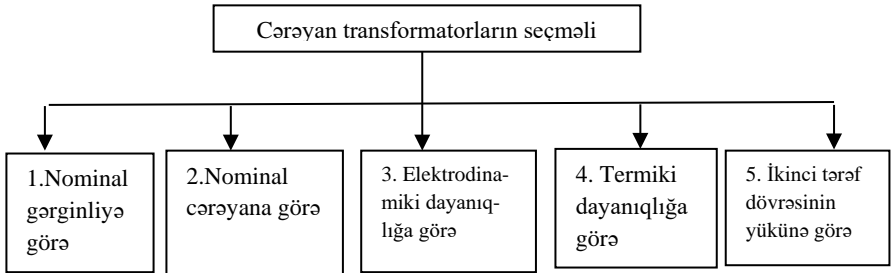 Cərəyan transformatorların seçməli
1.Nominal
gərginliyə
görə
2.Nominal
cərəyana görə
3. Elektrodina-
miki dayanıq-
lığa görə
4. Termiki
dayanıqlığa
görə
5. İkinci tərəf
dövrəsinin
yükünə görə